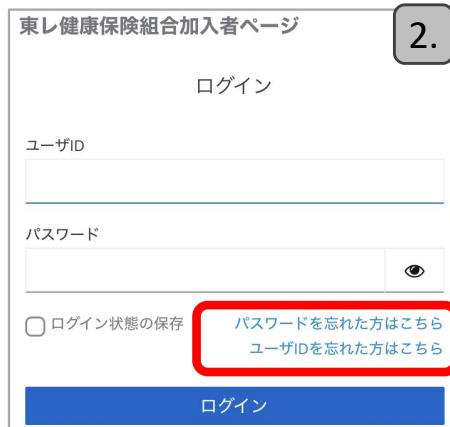 東レ健康保険組合加入者ページ
2.
ログイン
ユーザID
パスワード
ログイン状態の保存
パスワードを忘れた方はこちら
ユーザIDを忘れた方はこちら
ログイン